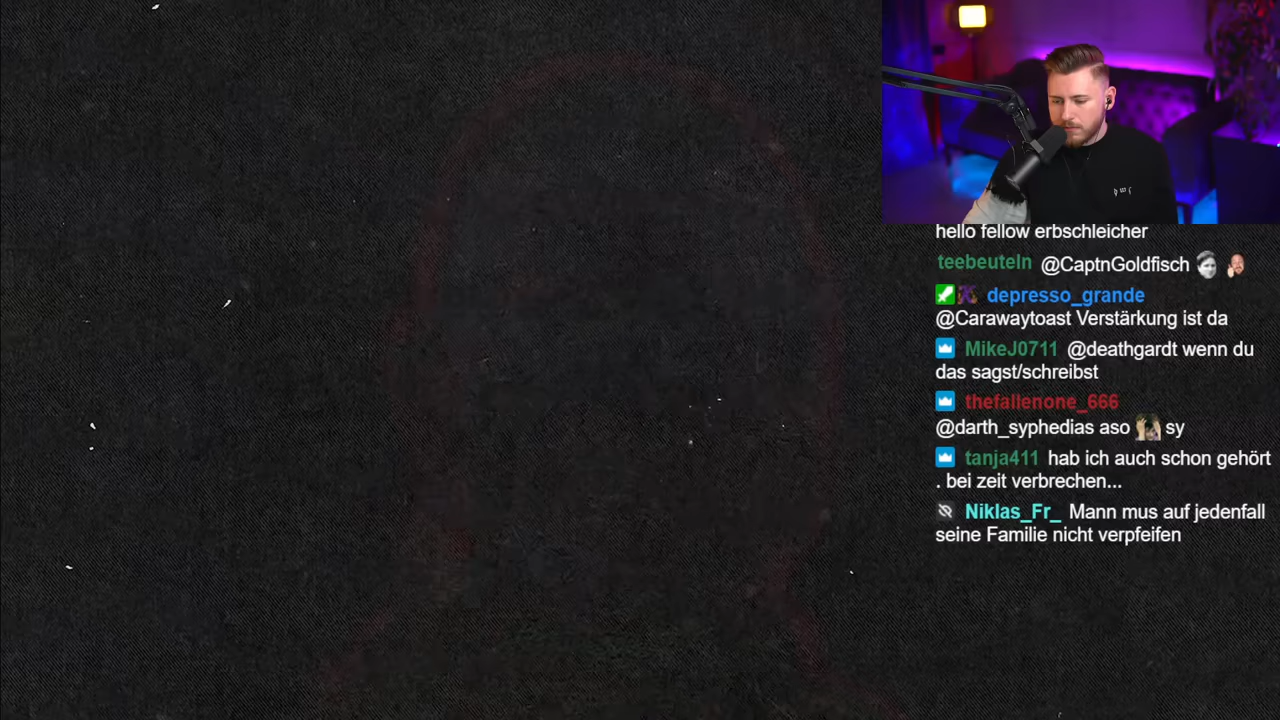 hello fellow erbschleicher
teebeuteln @CaptnGoldfisch
depresso_grande
@Carawaytoast Verstärkung ist da
MikeJ0711 @deathgardt wenn du
das sagst/schreibst
thefallenone_666
@darth_syphedias aso sy
tanja411 hab ich auch schon gehört
. bei zeit verbrechen...
Niklas_Fr_ Mann mus auf jedenfall
seine Familie nicht verpfeifen